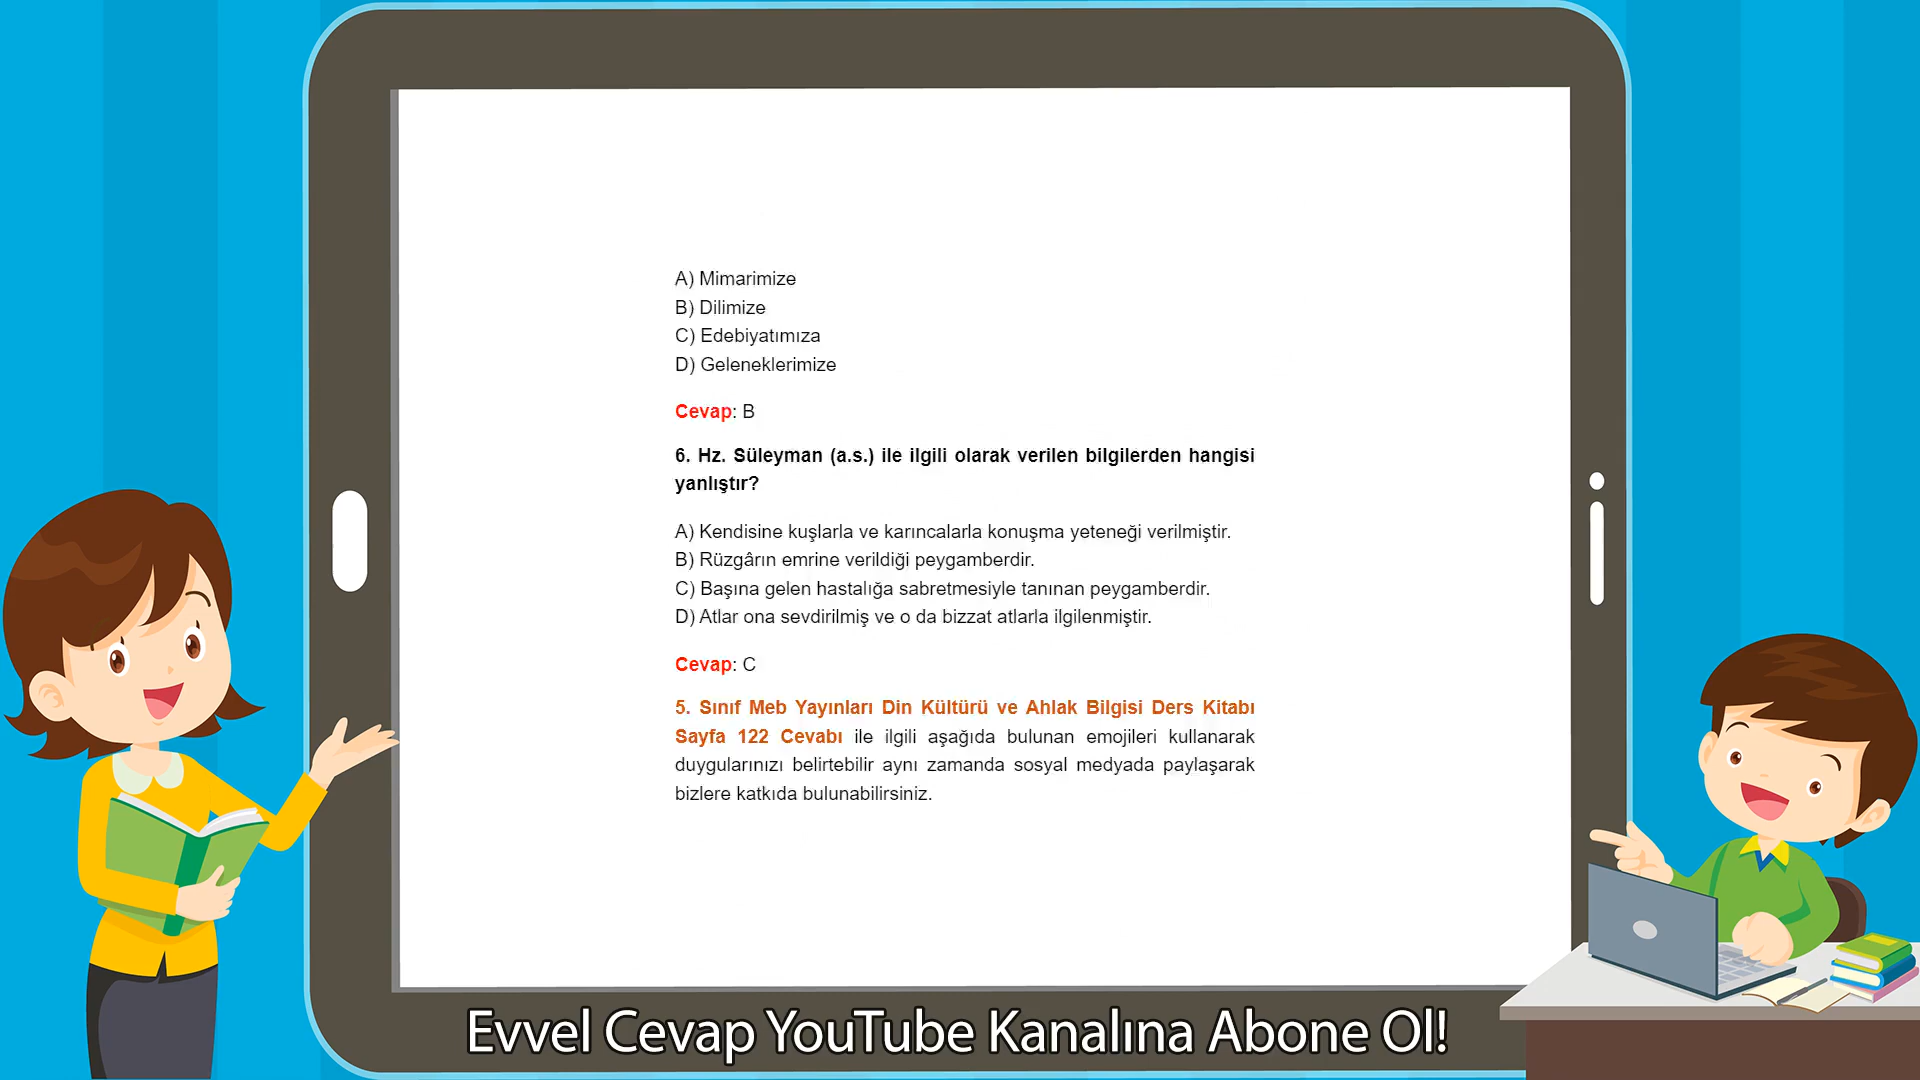 A) Mimarimize
B) Dilimize
C) Edebiyatımıza
D) Geleneklerimize
Cevap: B
6. Hz. Süleyman (a.s.) ile ilgili olarak verilen bilgilerden hangisi
yanlıştır?
A) Kendisine kuşlarla ve karıncalarla konuşma yeteneği verilmiştir.
B) Rüzgârın emrine verildiği peygamberdir.
C) Başına gelen hastalığa sabretmesiyle tanınan peygamberdir.
D) Atlar ona sevdirilmiş ve o da bizzat atlarla ilgilenmiştir.
Cevap: C
5. Sınıf Meb Yayınları Din Kültürü ve Ahlak Bilgisi Ders Kitabı
Sayfa 122 Cevabı ile ilgili aşağıda bulunan emojileri kullanarak
duygularınızı belirtebilir aynı zamanda sosyal medyada paylaşarak
bizlere katkıda bulunabilirsiniz.
Evvel Cevap YouTube Kanalına Abone Ol!